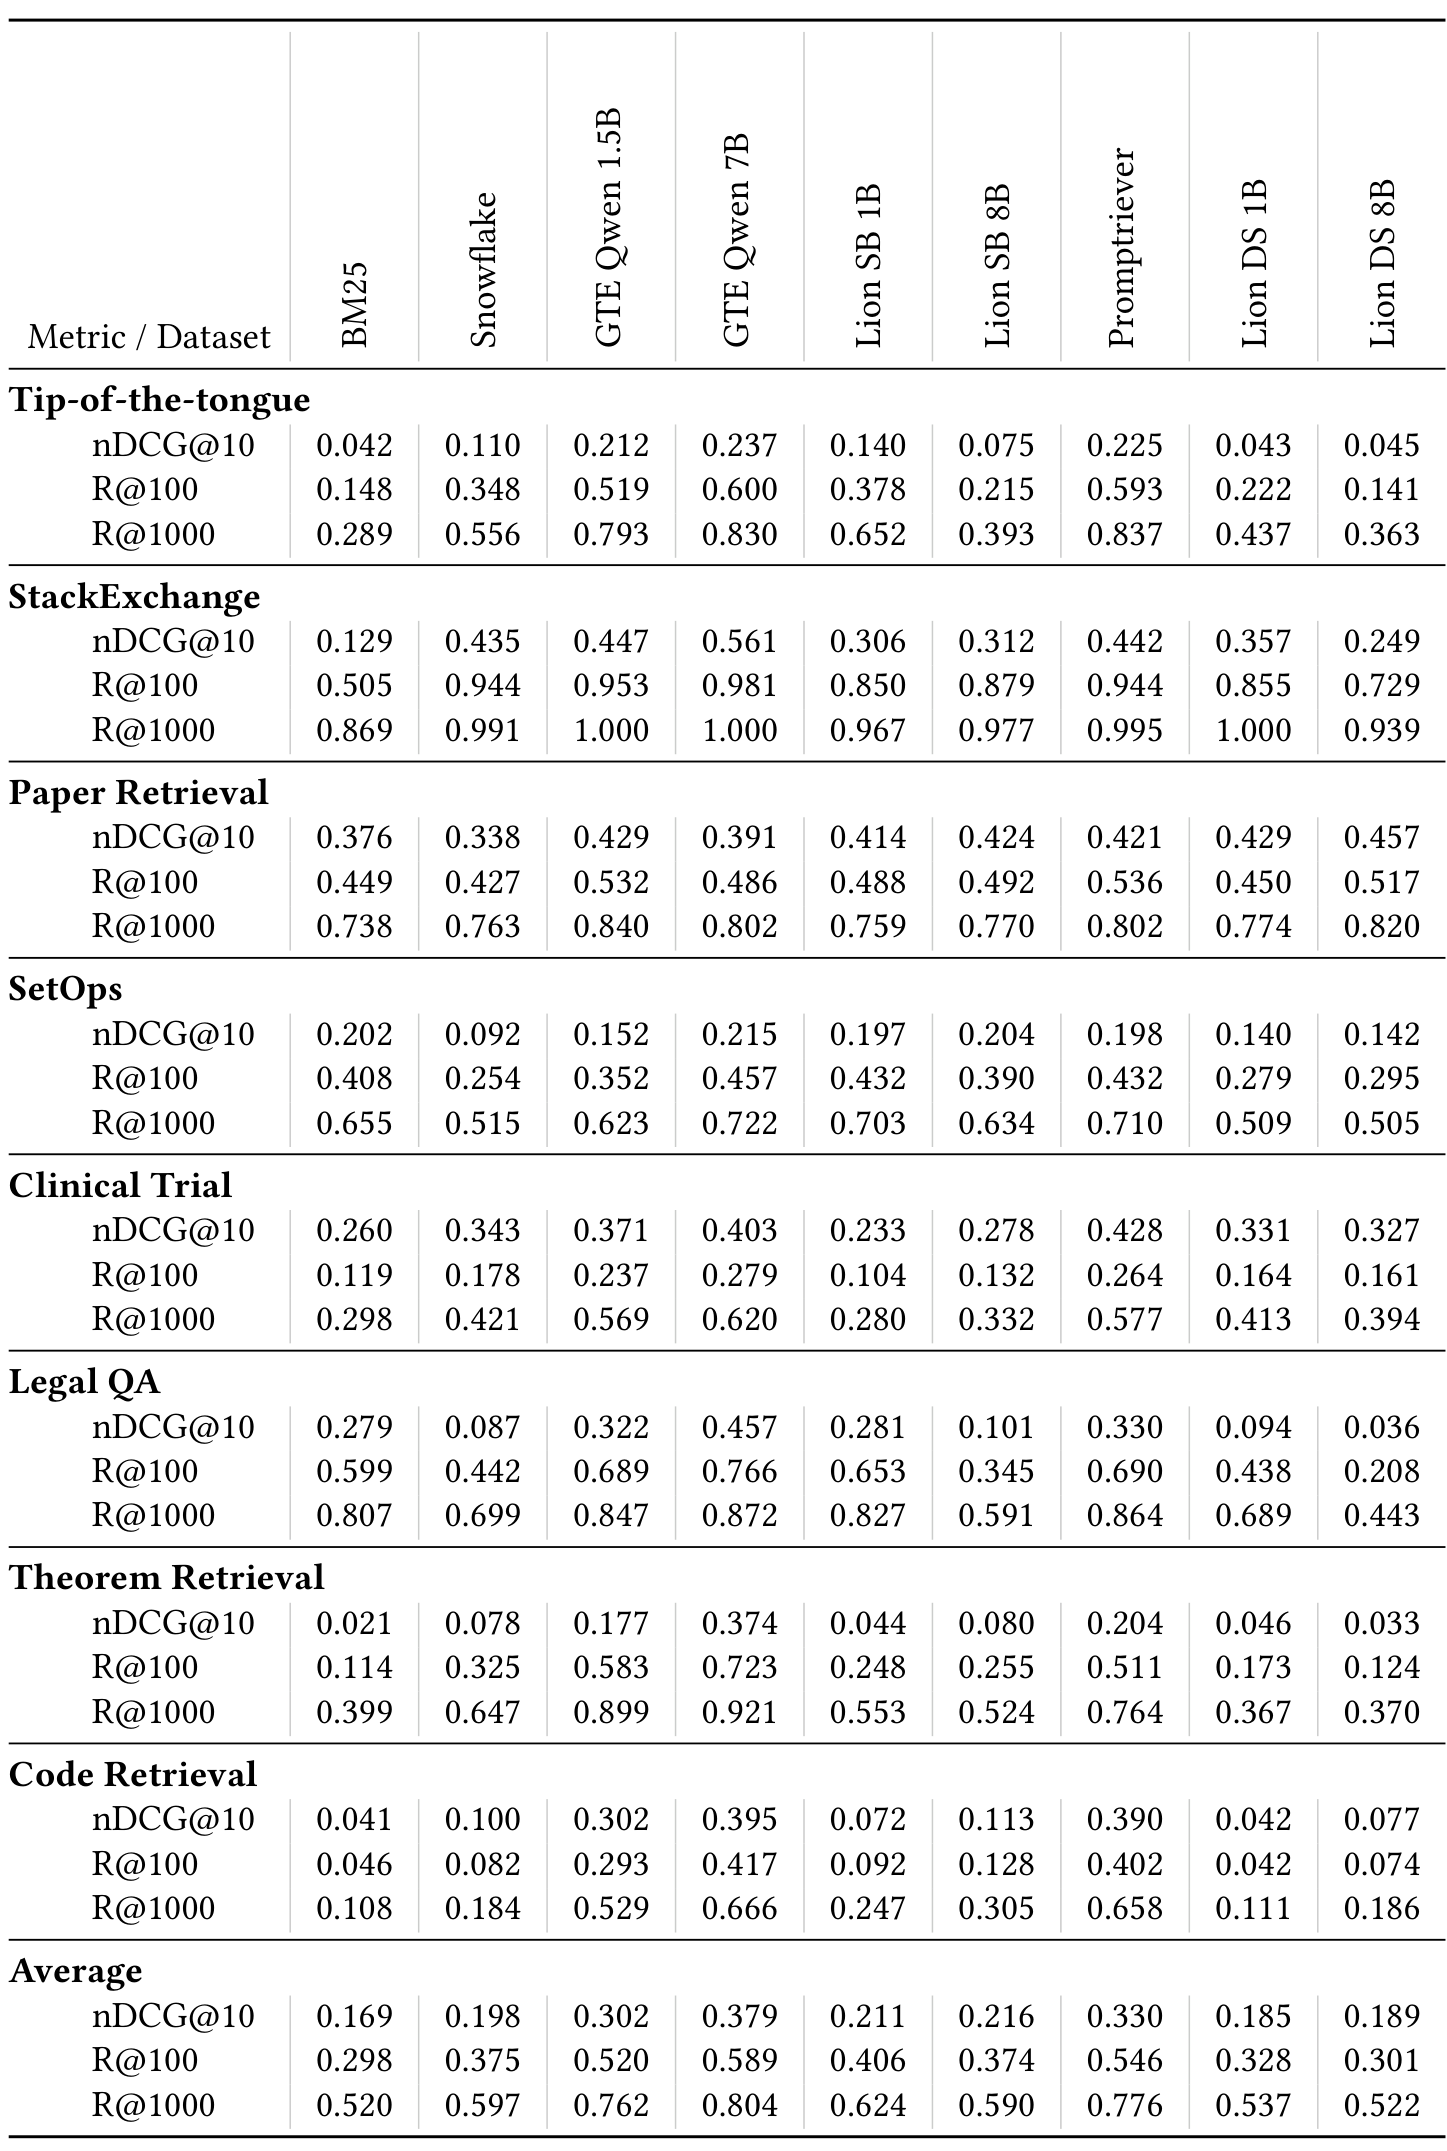 Metric / Dataset BM25 Snowflake GTE Qwen 1.5B GTE Qwen 7B Lion SB 1B Lion SB 8B Promptriever Lion DS 1B Lion DS 8B
Tip-of-the-tongue
nDCG@10 0.042 0.110 0.212 0.237 0.140 0.075 0.225 0.043 0.045
R@100 0.148 0.348 0.519 0.600 0.378 0.215 0.593 0.222 0.141
R@1000 0.289 0.556 0.793 0.830 0.652 0.393 0.837 0.437 0.363
StackExchange
nDCG@10 0.129 0.435 0.447 0.561 0.306 0.312 0.442 0.357 0.249
R@100 0.505 0.944 0.953 0.981 0.850 0.879 0.944 0.855 0.729
R@1000 0.869 0.991 1.000 1.000 0.967 0.977 0.995 1.000 0.939
Paper Retrieval
nDCG@10 0.376 0.338 0.429 0.391 0.414 0.424 0.421 0.429 0.457
R@100 0.449 0.427 0.532 0.486 0.488 0.492 0.536 0.450 0.517
R@1000 0.738 0.763 0.840 0.802 0.759 0.770 0.802 0.774 0.820
SetOps
nDCG@10 0.202 0.092 0.152 0.215 0.197 0.204 0.198 0.140 0.142
R@100 0.408 0.254 0.352 0.457 0.432 0.390 0.432 0.279 0.295
R@1000 0.655 0.515 0.623 0.722 0.703 0.634 0.710 0.509 0.505
Clinical Trial
nDCG@10 0.260 0.343 0.371 0.403 0.233 0.278 0.428 0.331 0.327
R@100 0.119 0.178 0.237 0.279 0.104 0.132 0.264 0.164 0.161
R@1000 0.298 0.421 0.569 0.620 0.280 0.332 0.577 0.413 0.394
Legal QA
nDCG@10 0.279 0.087 0.322 0.457 0.281 0.101 0.330 0.094 0.036
R@100 0.599 0.442 0.689 0.766 0.653 0.345 0.690 0.438 0.208
R@1000 0.807 0.699 0.847 0.872 0.827 0.591 0.864 0.689 0.443
Theorem Retrieval
nDCG@10 0.021 0.078 0.177 0.374 0.044 0.080 0.204 0.046 0.033
R@100 0.114 0.325 0.583 0.723 0.248 0.255 0.511 0.173 0.124
R@1000 0.399 0.647 0.899 0.921 0.553 0.524 0.764 0.367 0.370
Code Retrieval
nDCG@10 0.041 0.100 0.302 0.395 0.072 0.113 0.390 0.042 0.077
R@100 0.046 0.082 0.293 0.417 0.092 0.128 0.402 0.042 0.074
R@1000 0.108 0.184 0.529 0.666 0.247 0.305 0.658 0.111 0.186
Average
nDCG@10 0.169 0.198 0.302 0.379 0.211 0.216 0.330 0.185 0.189
R@100 0.298 0.375 0.520 0.589 0.406 0.374 0.546 0.328 0.301
R@1000 0.520 0.597 0.762 0.804 0.624 0.590 0.776 0.537 0.522